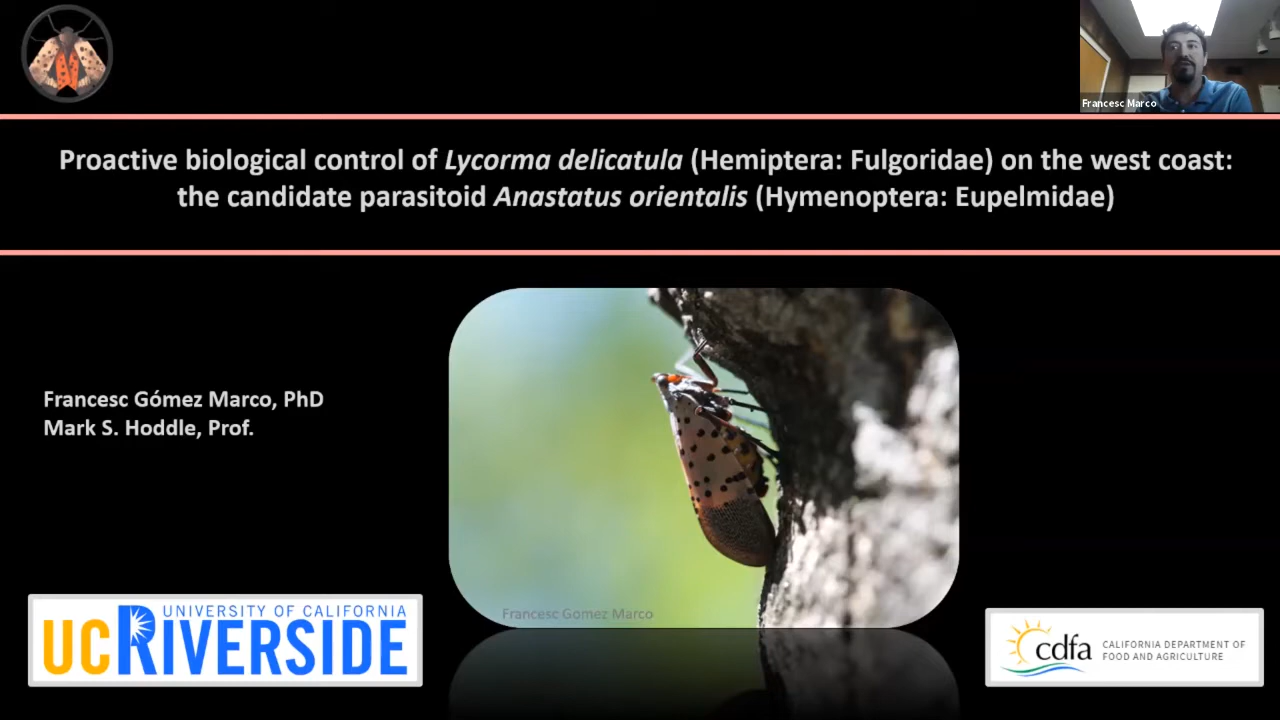 Francesc Marco
Proactive biological control of Lycorma delicatula (Hemiptera: Fulgoridae) on the west coast:
the candidate parasitoid Anastatus orientalis (Hymenoptera: Eupelmidae)
Francesc Gómez Marco, PhD
Mark S. Hoddle, Prof.
Francesc Gomez Marco
UNIVERSITY OF CALIFORNIA
UCRIVERSIDE
cdfa
CALIFORNIA DEPARTMENT OF
FOOD AND AGRICULTURE